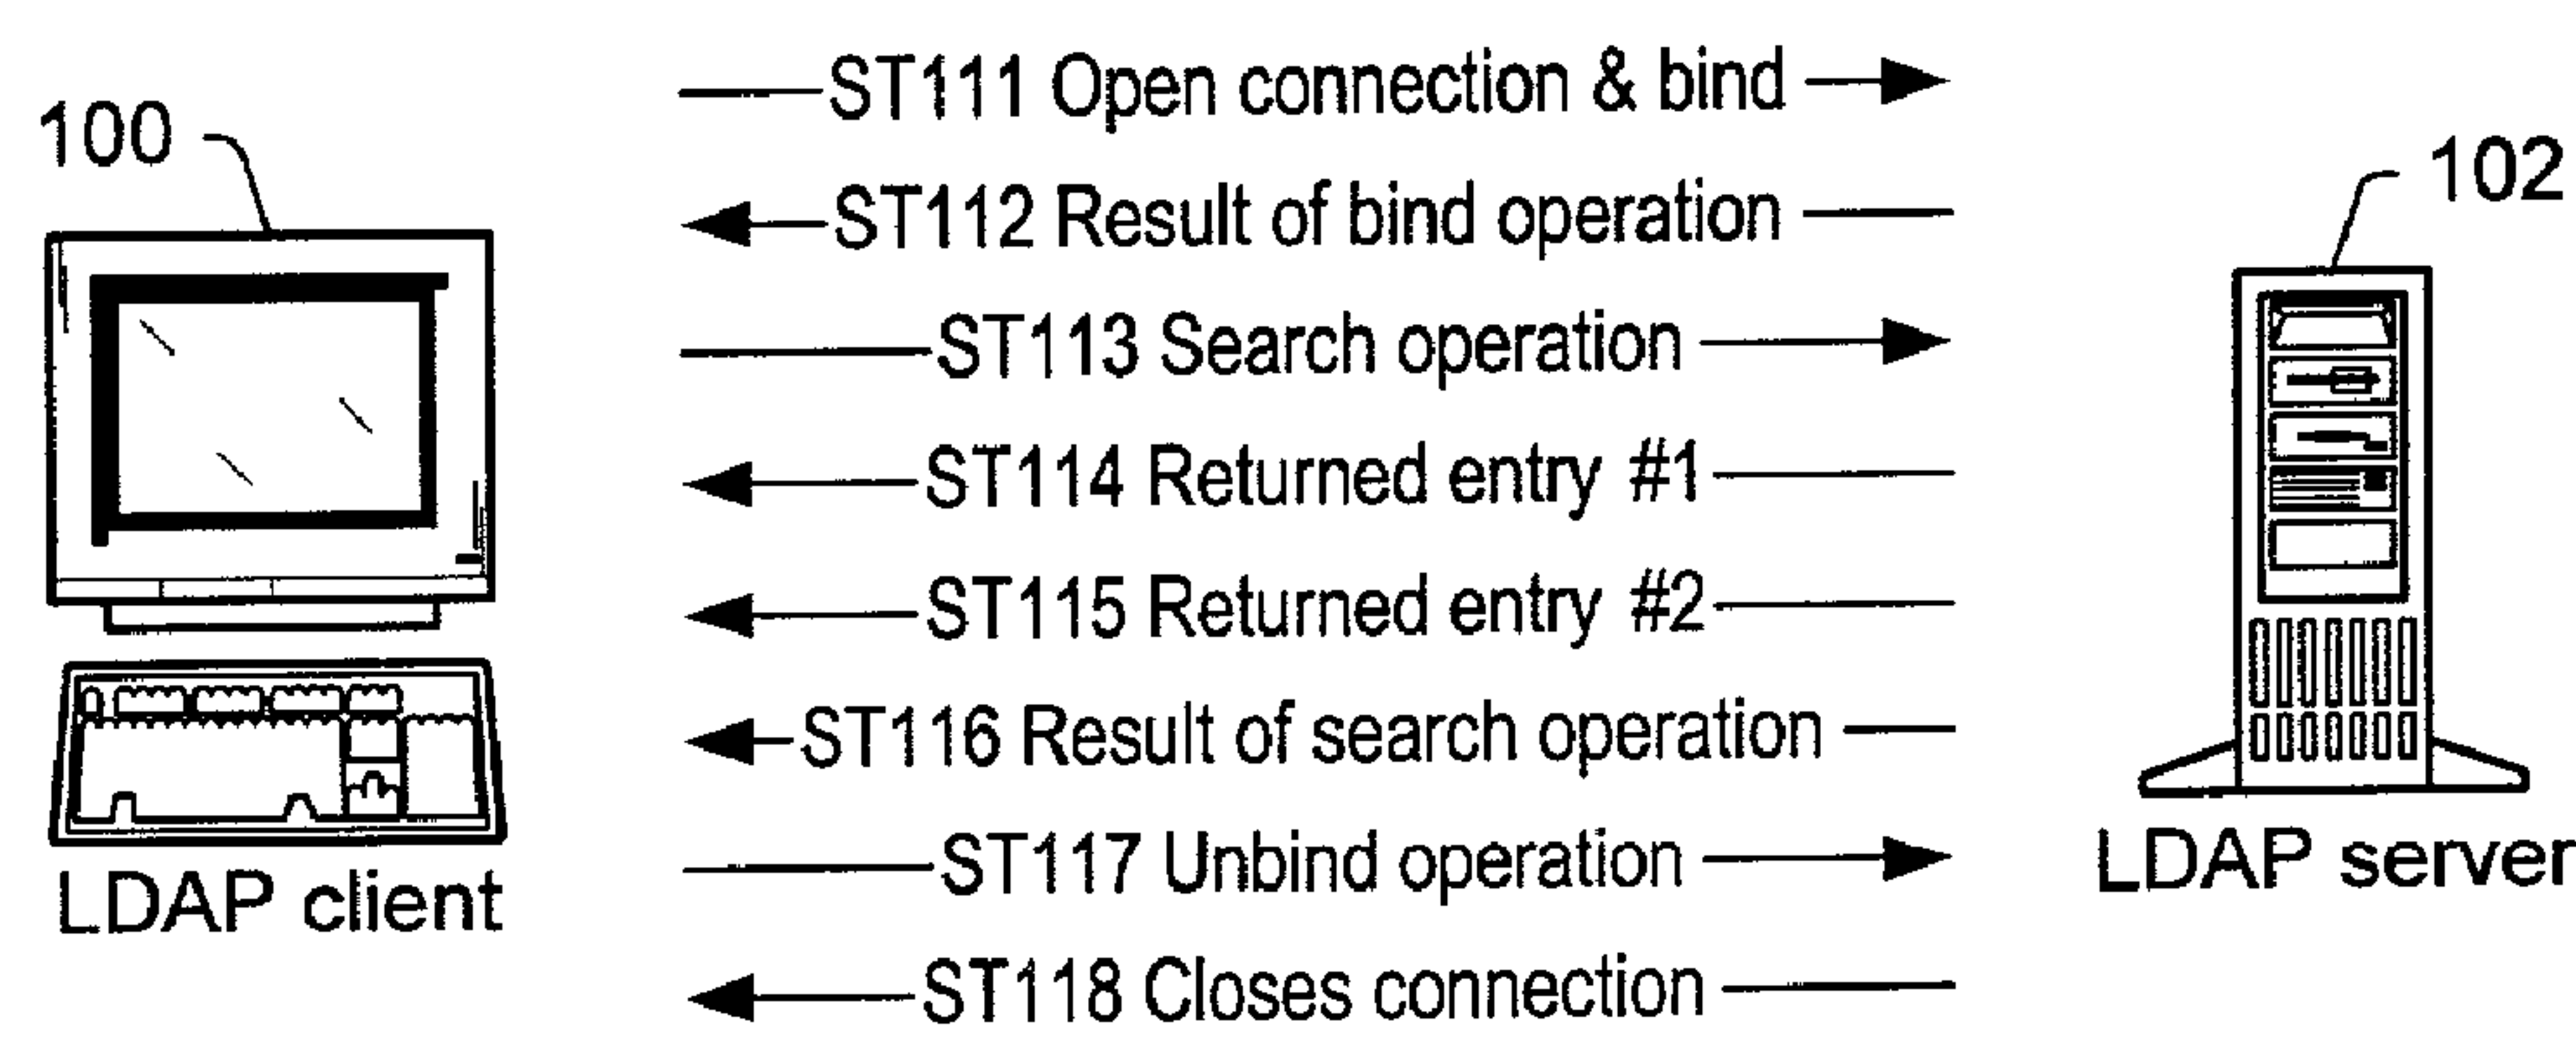 100
ST111 Open connection & bind
102
ST112 Result of bind operation
ST113 Search operation
ST114 Returned entry #1
ST115 Returned entry #2
ST116 Result of search operation
ST117 Unbind operation
LDAP client
LDAP server
ST118 Closes connection